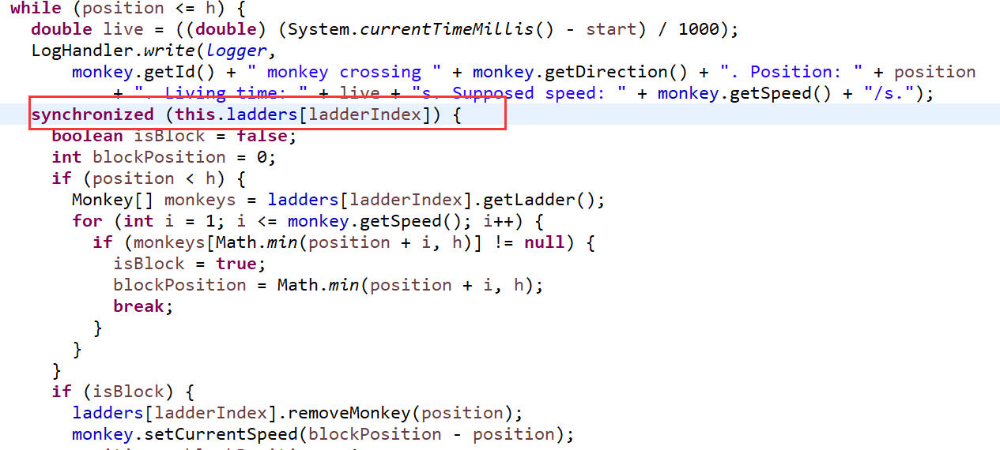 while (position <= h) {
double live = ((double) (System.currentTimeMillis() - start) / 1000);
LogHandler.write(logger,
monkey.getId() + " monkey crossing " + monkey.getDirection() + ". Position: " + position
+ ". Living time: " + live + "s. Supposed speed: " + monkey.getSpeed() + "/s.");
synchronized (this.ladders[ladderIndex]) {
boolean isBlock = false;
int blockPosition = 0;
if (position < h) {
Monkey[] monkeys = ladders[ladderIndex].getLadder();
for (int i = 1; i <= monkey.getSpeed(); i++) {
if (monkeys[Math.min(position + i, h)] != null) {
isBlock = true;
blockPosition = Math.min(position + i, h);
break;
}
}
}
if (isBlock) {
ladders[ladderIndex].removeMonkey(position);
monkey.setCurrentSpeed(blockPosition - position);